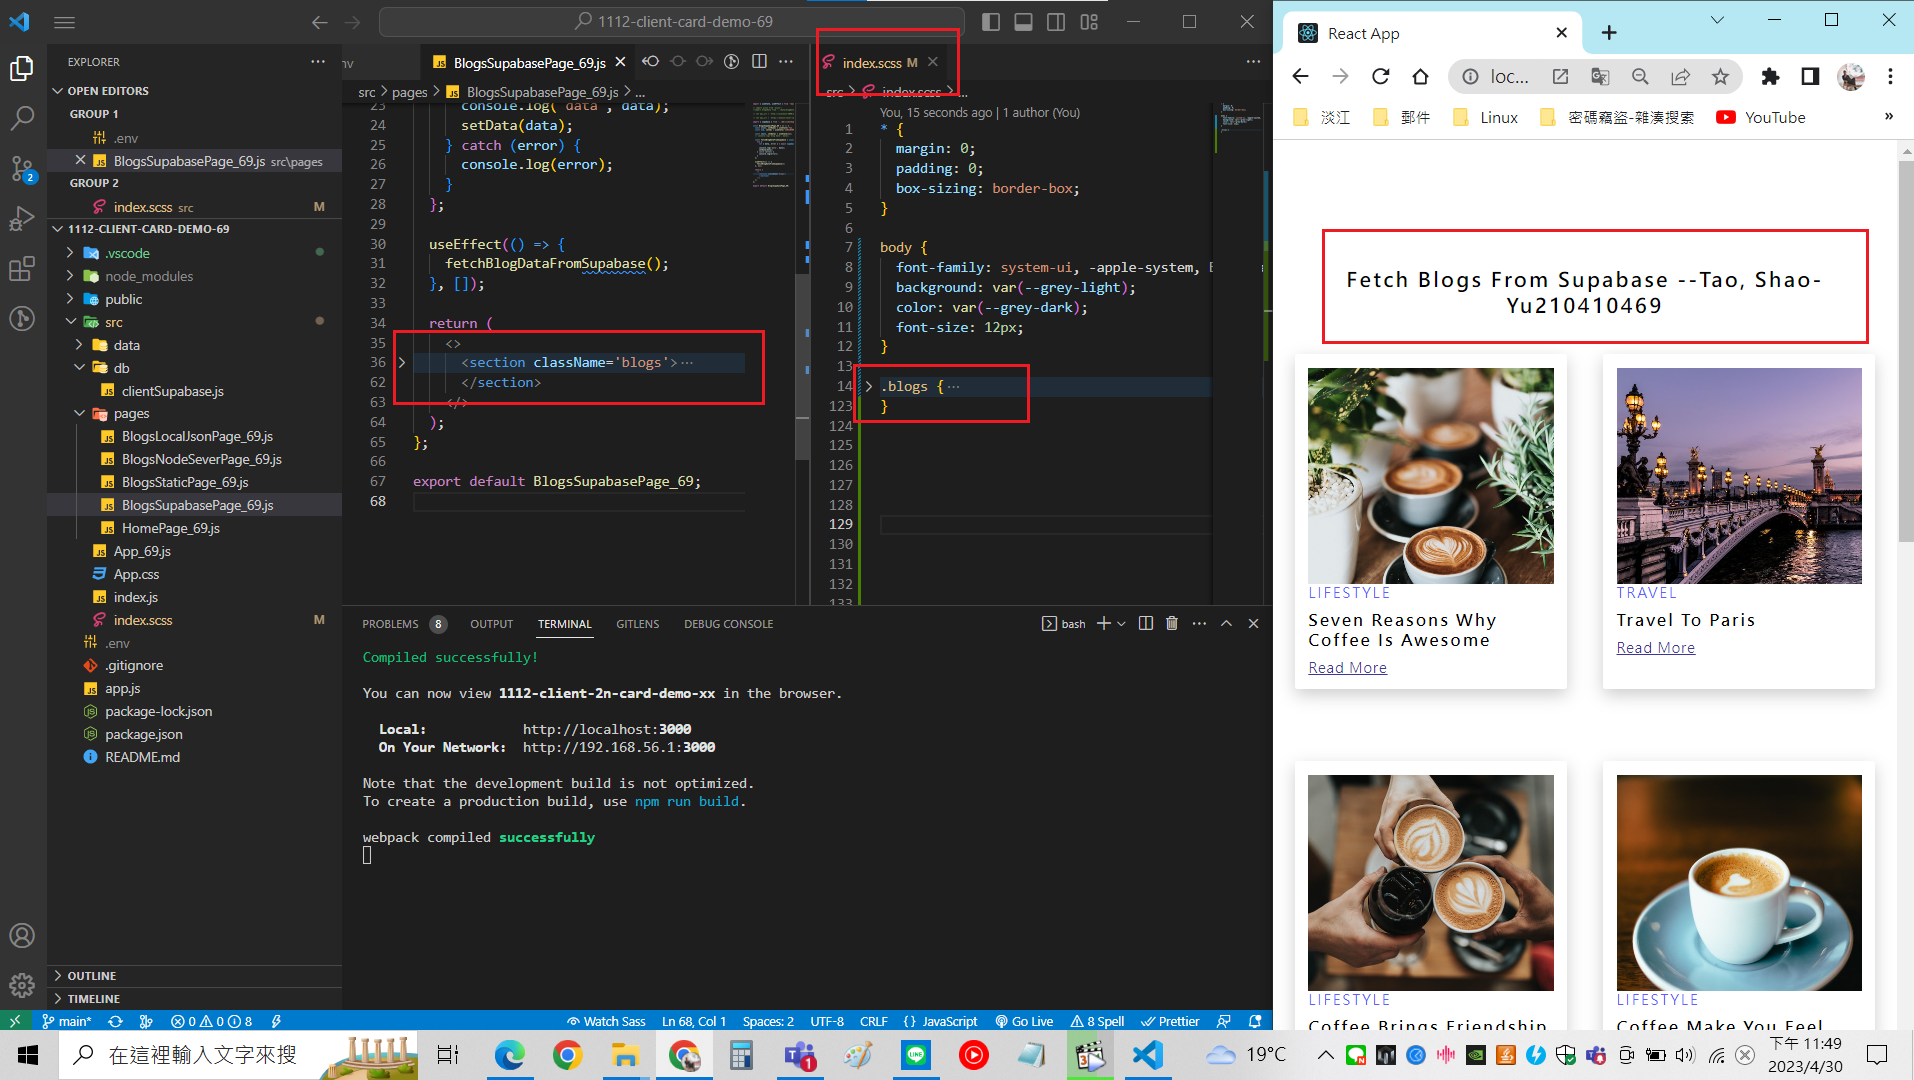 1112-client-card-demo-69
EXPLORER
OPEN EDITORS
GROUP 1
.env
BlogsSupabasePage_69.js src\pages
GROUP 2
index.scss src M
1112-CLIENT-CARD-DEMO-69
.vscode
node_modules
public
src
data
db
clientSupabase.js
pages
BlogsLocalJsonPage_69.js
BlogsNodeSeverPage_69.js
BlogsStaticPage_69.js
BlogsSupabasePage_69.js
HomePage_69.js
App_69.js
App.css
index.js
index.scss M
.env
.gitignore
app.js
package-lock.json
package.json
README.md
OUTLINE
TIMELINE
2
nv
BlogsSupabasePage_69.js
src > pages > BlogsSupabasePage_69.js > ...
23 console.log('data', data);
24 setData(data);
25 } catch (error) {
26 console.log(error);
27 }
28 };
29
30 useEffect(() => {
31 fetchBlogDataFromSupabase();
32 }, []);
33
34 return (
35 <>
36 <section className='blogs'>⋯
62 </section>
63 </>
64 );
65 };
66
67 export default BlogsSupabasePage_69;
68
index.scss M
src > index.scss > ...
You, 15 seconds ago | 1 author (You)
1 * {
2 margin: 0;
3 padding: 0;
4 box-sizing: border-box;
5 }
6
7 body {
8 font-family: system-ui, -apple-system,
9 background: var(--grey-light);
10 color: var(--grey-dark);
11 font-size: 12px;
12 }
13
14 .blogs {⋯
123 }
124
125
126
127
128
129
130
131
132
133
PROBLEMS 8 OUTPUT TERMINAL GITLENS DEBUG CONSOLE
bash
Compiled successfully!
You can now view 1112-client-2n-card-demo-xx in the browser.
Local: http://localhost:3000
On Your Network: http://192.168.56.1:3000
Note that the development build is not optimized.
To create a production build, use npm run build.
webpack compiled successfully
main* 0 0 8 Watch Sass Ln 68, Col 1 Spaces: 2 UTF-8 CRLF {} JavaScript Go Live 8 Spell Prettier
React App
loc...
淡江 郵件 Linux 密碼竊盜-雜湊搜索 YouTube »
Fetch Blogs From Supabase --Tao, Shao-
Yu210410469
LIFESTYLE
Seven Reasons Why
Coffee Is Awesome
Read More
TRAVEL
Travel To Paris
Read More
LIFESTYLE
Coffee Brings Friendship
LIFESTYLE
Coffee Make You Feel
在這裡輸入文字來搜
19°C
下午 11:49
2023/4/30